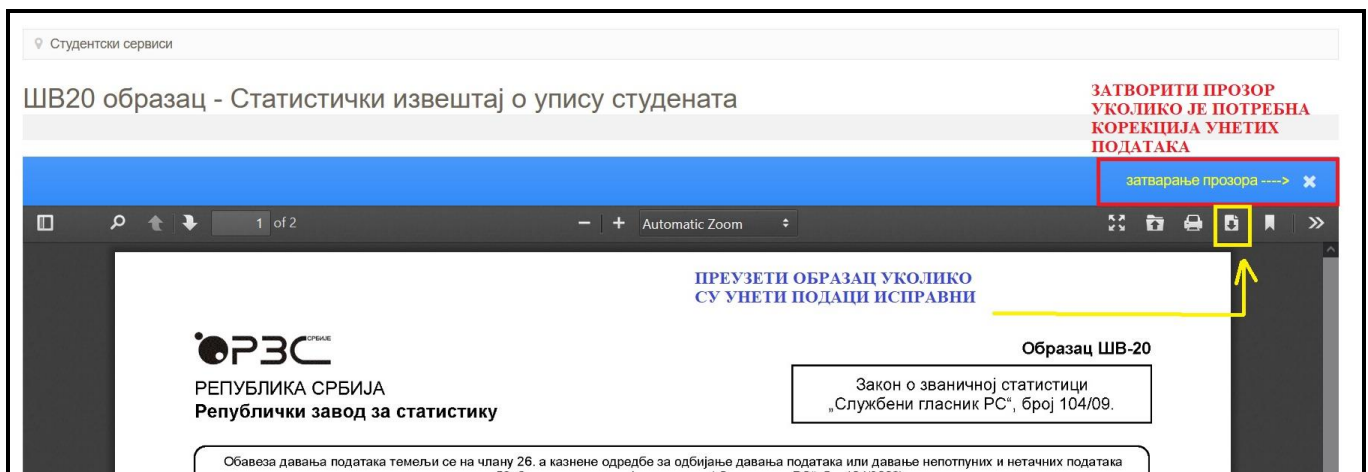 Студентски сервиси
ШВ20 образац - Статистички извештај о упису студената
ЗАТВОРИТИ ПРОЗОР
УКОЛИКО ЈЕ ПОТРЕБНА
КОРЕКЦИЈА УНЕТИХ
ПОДАТАКА
затварање прозора ---->
1 of 2
Automatic Zoom
ПРЕУЗЕТИ ОБРАЗАЦ УКОЛИКО
СУ УНЕТИ ПОДАЦИ ИСПРАВНИ
РЗС СРБИЈЕ
Образац ШВ-20
РЕПУБЛИКА СРБИЈА
Републички завод за статистику
Закон о званичној статистици
„Службени гласник РС“, број 104/09.
Обавеза давања података темељи се на члану 26. а казнене одредбе за одбијање давања података или давање непотпуних и нетачних података